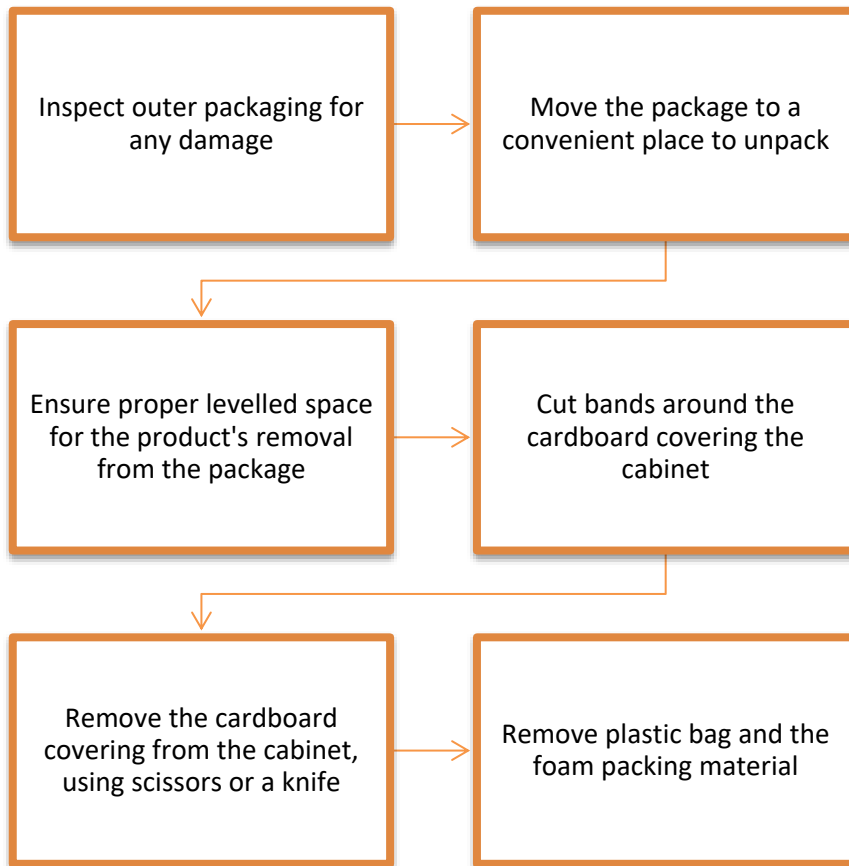 Inspect outer packaging for
any damage
Move the package to a
convenient place to unpack
Ensure proper levelled space
for the product's removal
from the package
Cut bands around the
cardboard covering the
cabinet
Remove the cardboard
covering from the cabinet,
using scissors or a knife
Remove plastic bag and the
foam packing material